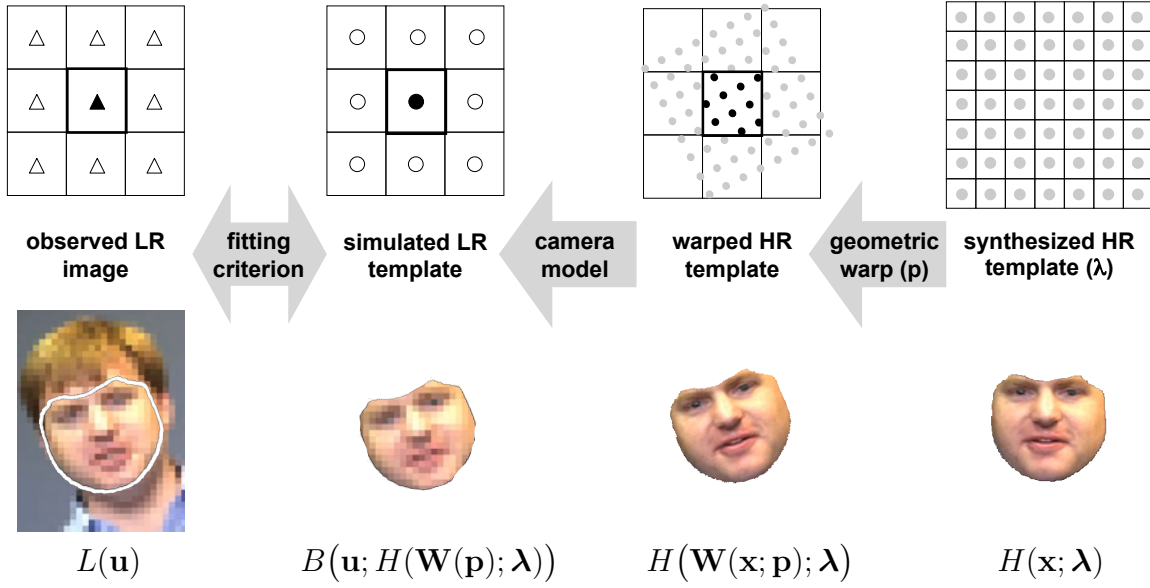 observed LR
image
fitting
criterion
simulated LR
template
camera
model
warped HR
template
geometric
warp (p)
synthesized HR
template (λ)
L(u)
B(u; H(W(p); λ))
H(W(x; p); λ)
H(x; λ)